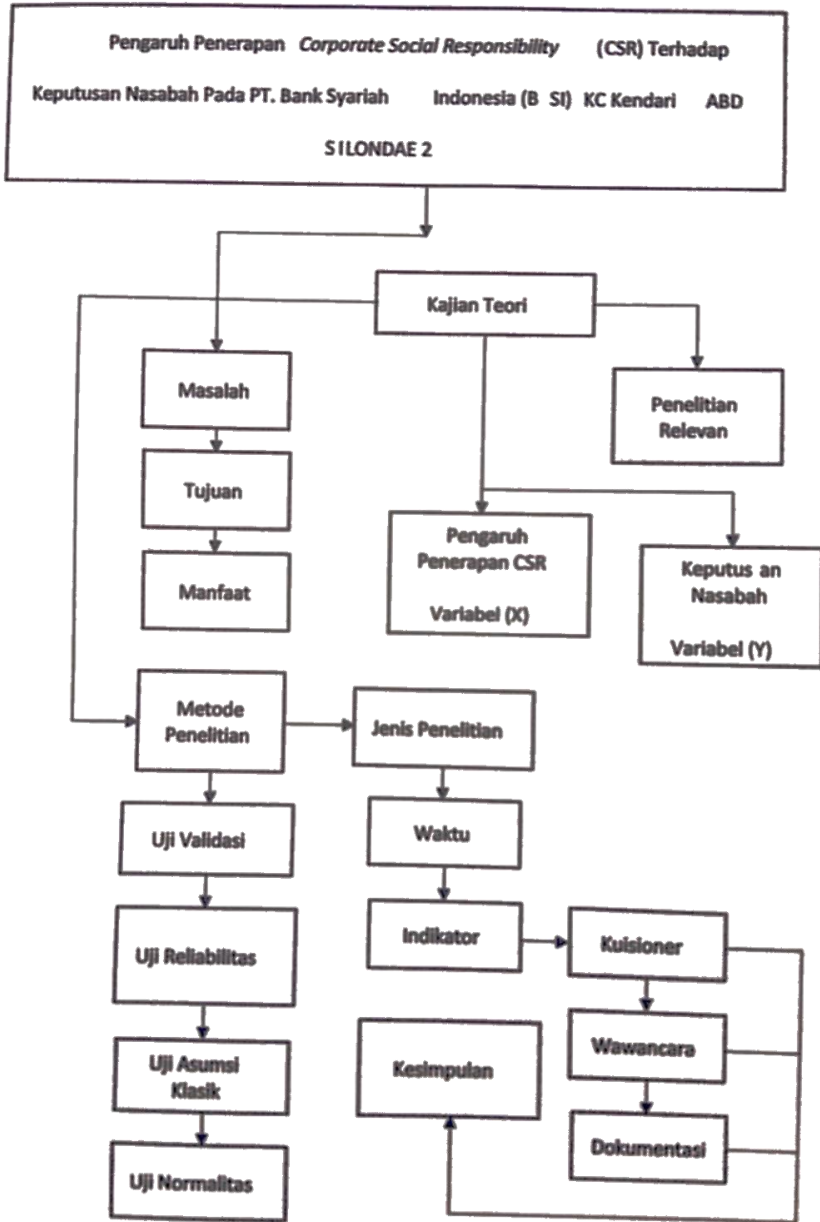 Pengaruh Penerapan Corporate Social Responsibility (CSR) Terhadap
Keputusan Nasabah Pada PT. Bank Syariah Indonesia (B SI) KC Kendari ABD
SILONDAE 2
Kajian Teori
Masalah
Penelitian
Relevan
Tujuan
Pengaruh
Penerapan CSR
Variabel (X)
Keputus an
Nasabah
Variabel (Y)
Manfaat
Metode
Penelitian
Jenis Penelitian
Uji Validasi
Waktu
Uji Reliabilitas
Indikator
Kuisioner
Uji Asumsi
Klasik
Kesimpulan
Wawancara
Dokumentasi
Uji Normalitas